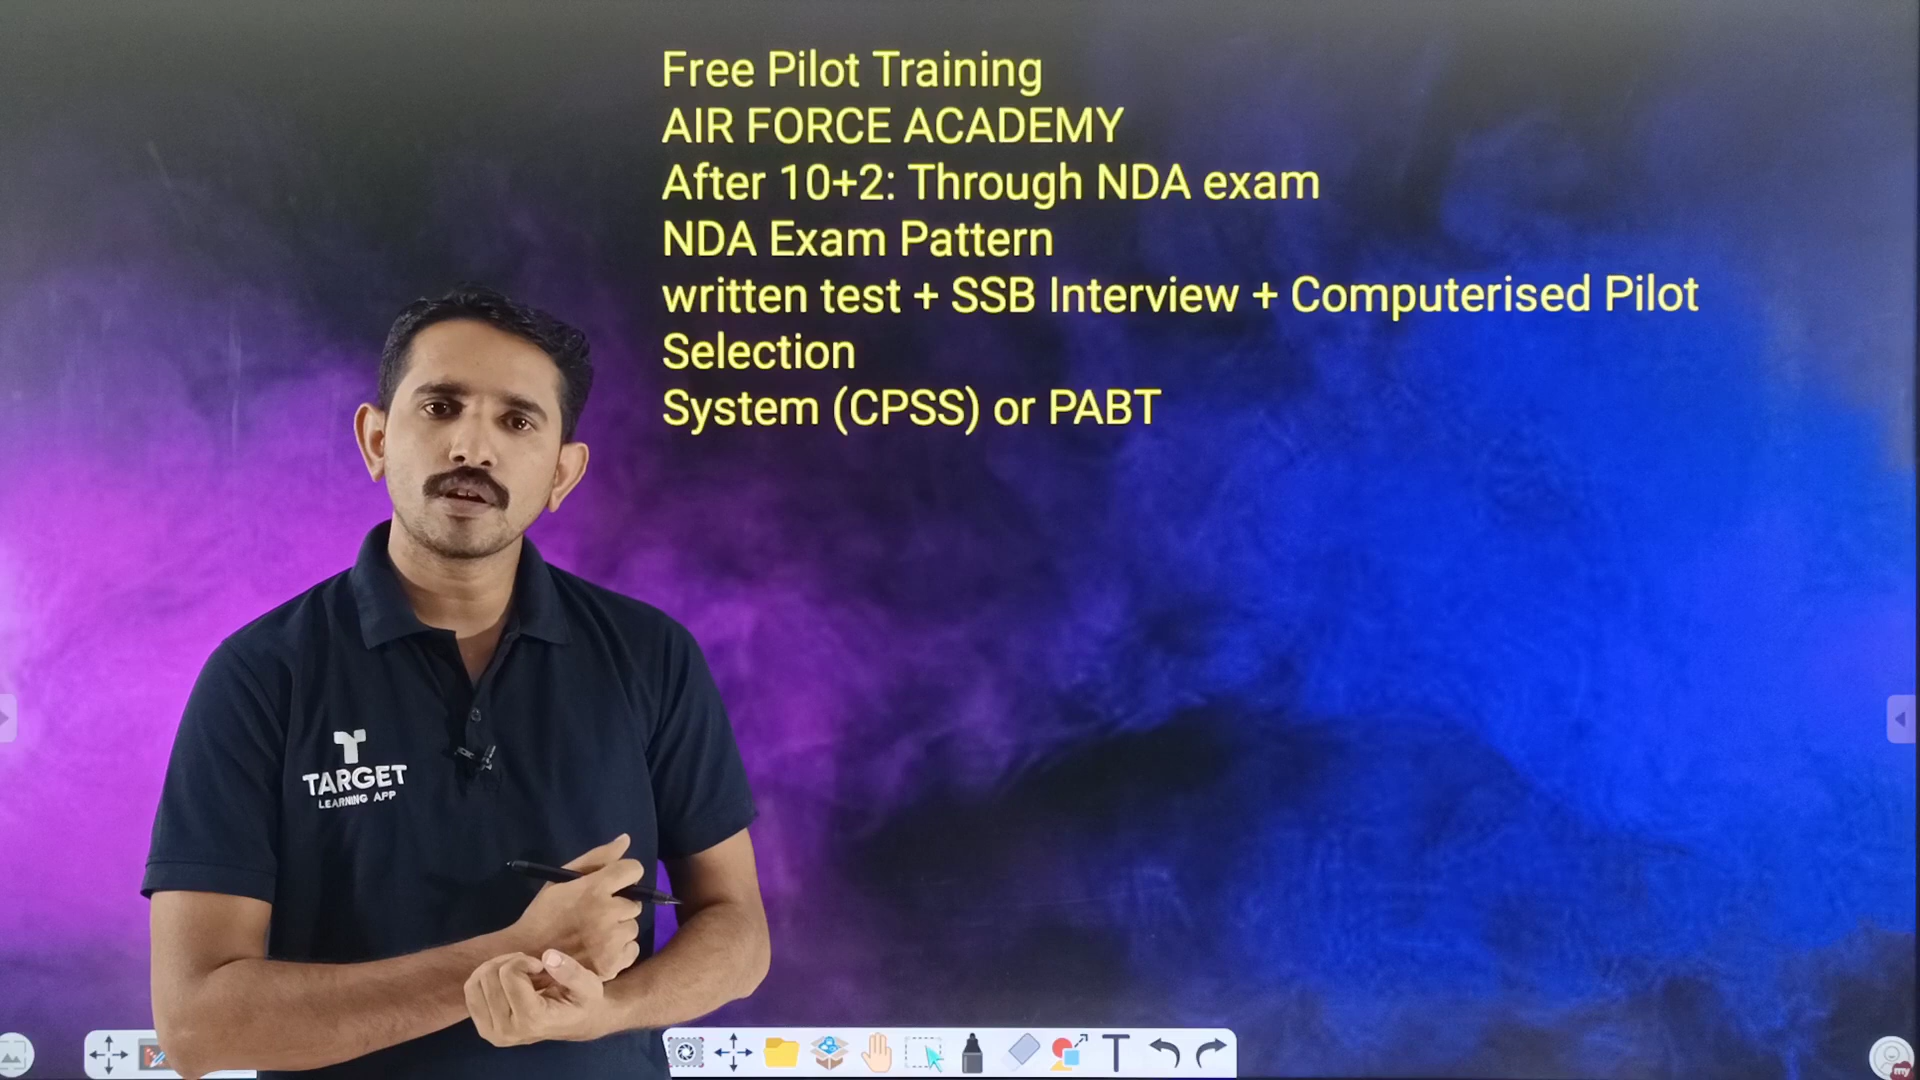 Free Pilot Training
AIR FORCE ACADEMY
After 10+2: Through NDA exam
NDA Exam Pattern
written test + SSB Interview + Computerised Pilot
Selection
System (CPSS) or PABT
TARGET
LEARNING APP
my